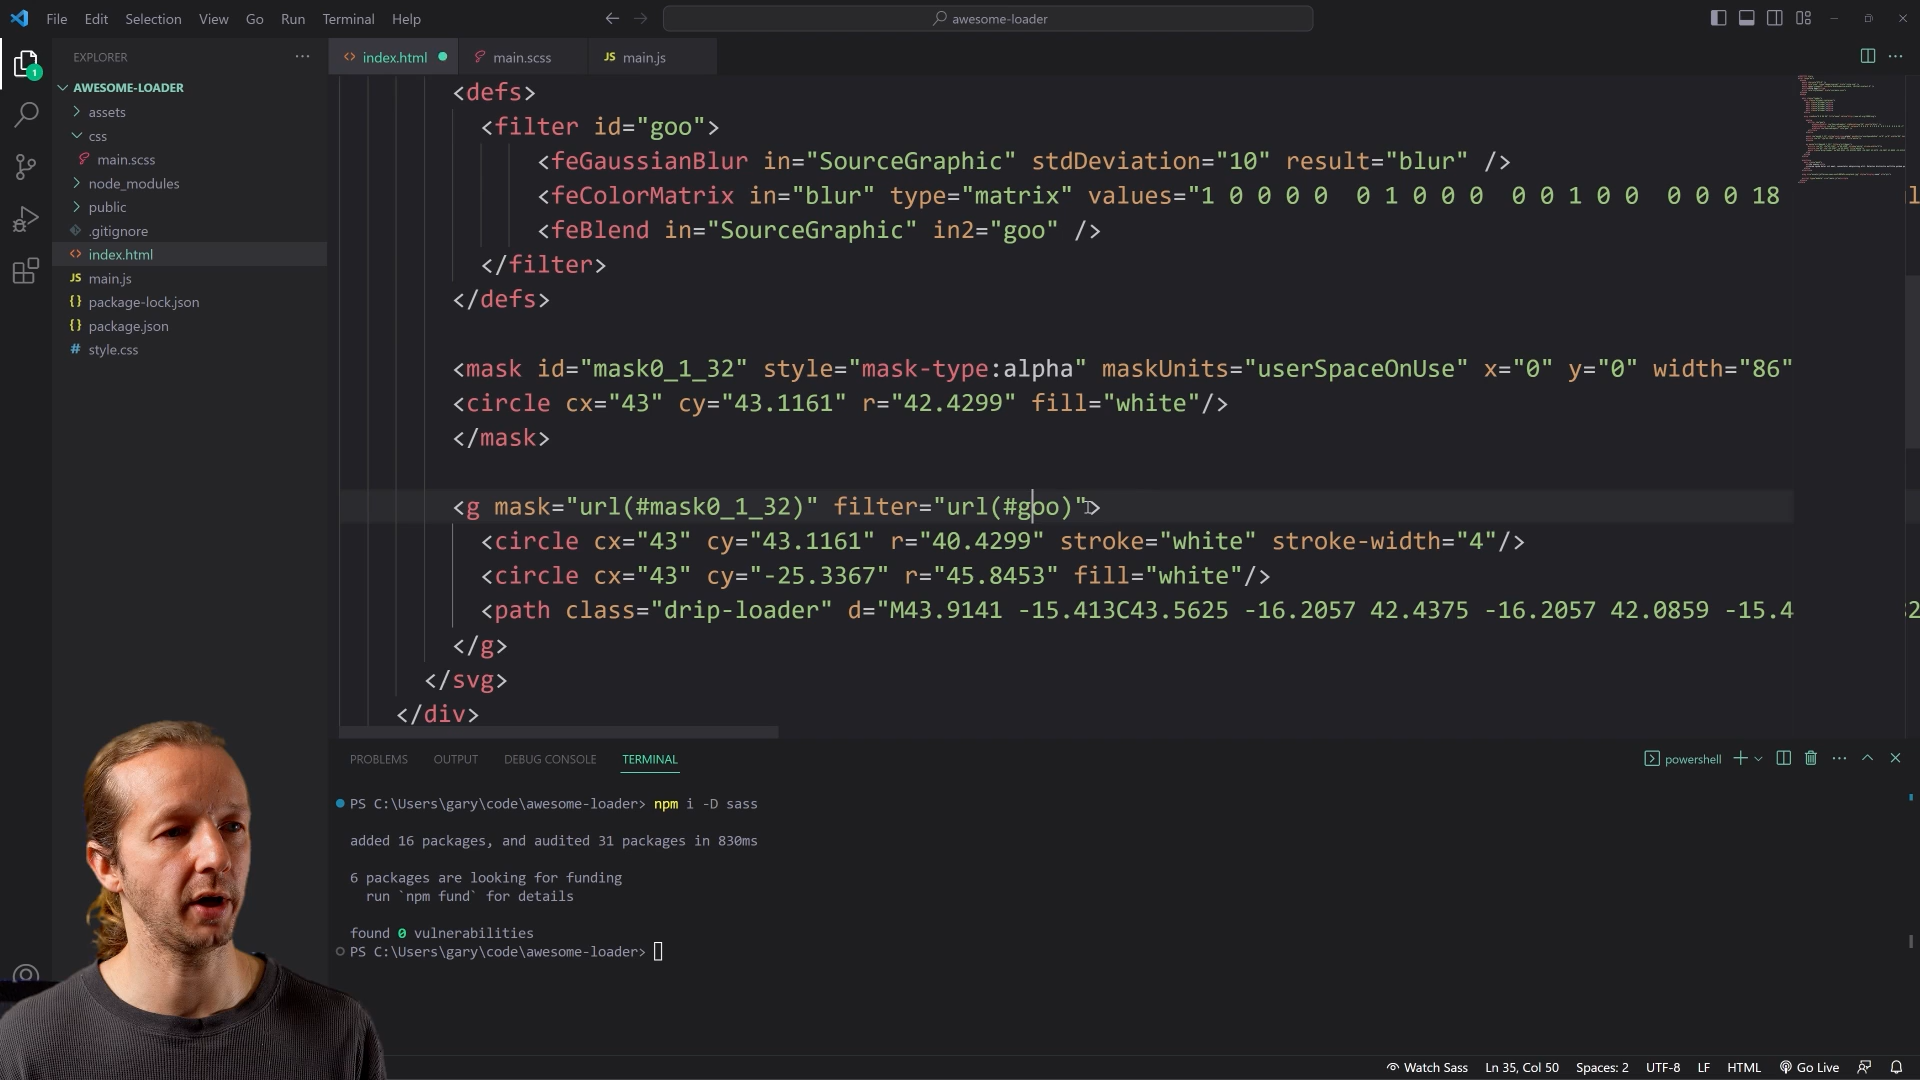 File Edit Selection View Go Run Terminal Help
awesome-loader
EXPLORER
AWESOME-LOADER
assets
css
main.scss
node_modules
public
.gitignore
index.html
main.js
package-lock.json
package.json
style.css
1
index.html main.scss main.js
<defs>
<filter id="goo">
<feGaussianBlur in="SourceGraphic" stdDeviation="10" result="blur" />
<feColorMatrix in="blur" type="matrix" values="1 0 0 0 0  0 1 0 0 0  0 0 1 0 0  0 0 0 18
<feBlend in="SourceGraphic" in2="goo" />
</filter>
</defs>
<mask id="mask0_1_32" style="mask-type:alpha" maskUnits="userSpaceOnUse" x="0" y="0" width="86"
<circle cx="43" cy="43.1161" r="42.4299" fill="white"/>
</mask>
<g mask="url(#mask0_1_32)" filter="url(#goo)">
<circle cx="43" cy="43.1161" r="40.4299" stroke="white" stroke-width="4"/>
<circle cx="43" cy="-25.3367" r="45.8453" fill="white"/>
<path class="drip-loader" d="M43.9141 -15.413C43.5625 -16.2057 42.4375 -16.2057 42.0859 -15.4
</g>
</svg>
</div>
PROBLEMS OUTPUT DEBUG CONSOLE TERMINAL
powershell
PS C:\Users\gary\code\awesome-loader> npm i -D sass
added 16 packages, and audited 31 packages in 830ms
6 packages are looking for funding
run `npm fund` for details
found 0 vulnerabilities
PS C:\Users\gary\code\awesome-loader>
Watch Sass Ln 35, Col 50 Spaces: 2 UTF-8 LF HTML Go Live